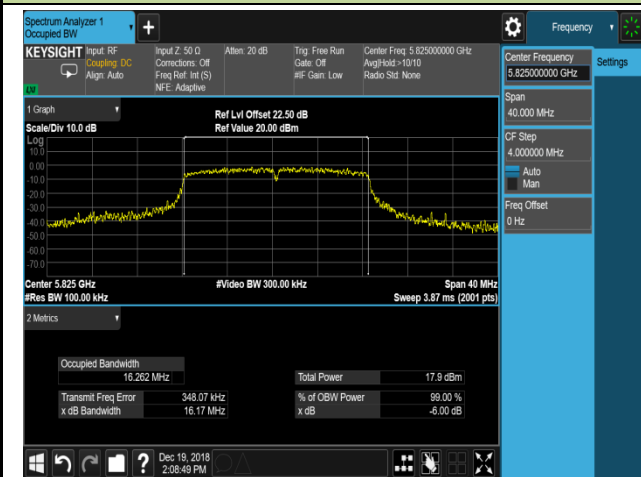 Spectrum Analyzer 1
Occupied BW
Frequency
KEYSIGHT
Input: RF
Coupling: DC
Align: Auto
Input Z: 50 Ω
Corrections: Off
Freq Ref: Int (S)
NFE: Adaptive
Atten: 20 dB
Trig: Free Run
Gate: Off
#IF Gain: Low
Center Freq: 5.825000000 GHz
Avg|Hold:>10/10
Radio Std: None
LNI
Center Frequency
5.825000000 GHz
Settings
Span
40.000 MHz
CF Step
4.000000 MHz
Auto
Man
Freq Offset
0 Hz
1 Graph
Scale/Div 10.0 dB
Ref Lvl Offset 22.50 dB
Ref Value 20.00 dBm
Log
10.0
0.00
-10.0
-20.0
-30.0
-40.0
-50.0
-60.0
-70.0
Center 5.825 GHz
#Video BW 300.00 kHz
Span 40 MHz
#Res BW 100.00 kHz
Sweep 3.87 ms (2001 pts)
2 Metrics
Occupied Bandwidth
16.262 MHz
Total Power 17.9 dBm
Transmit Freq Error 348.07 kHz
% of OBW Power 99.00 %
x dB Bandwidth 16.17 MHz
x dB -6.00 dB
Dec 19, 2018
2:08:49 PM